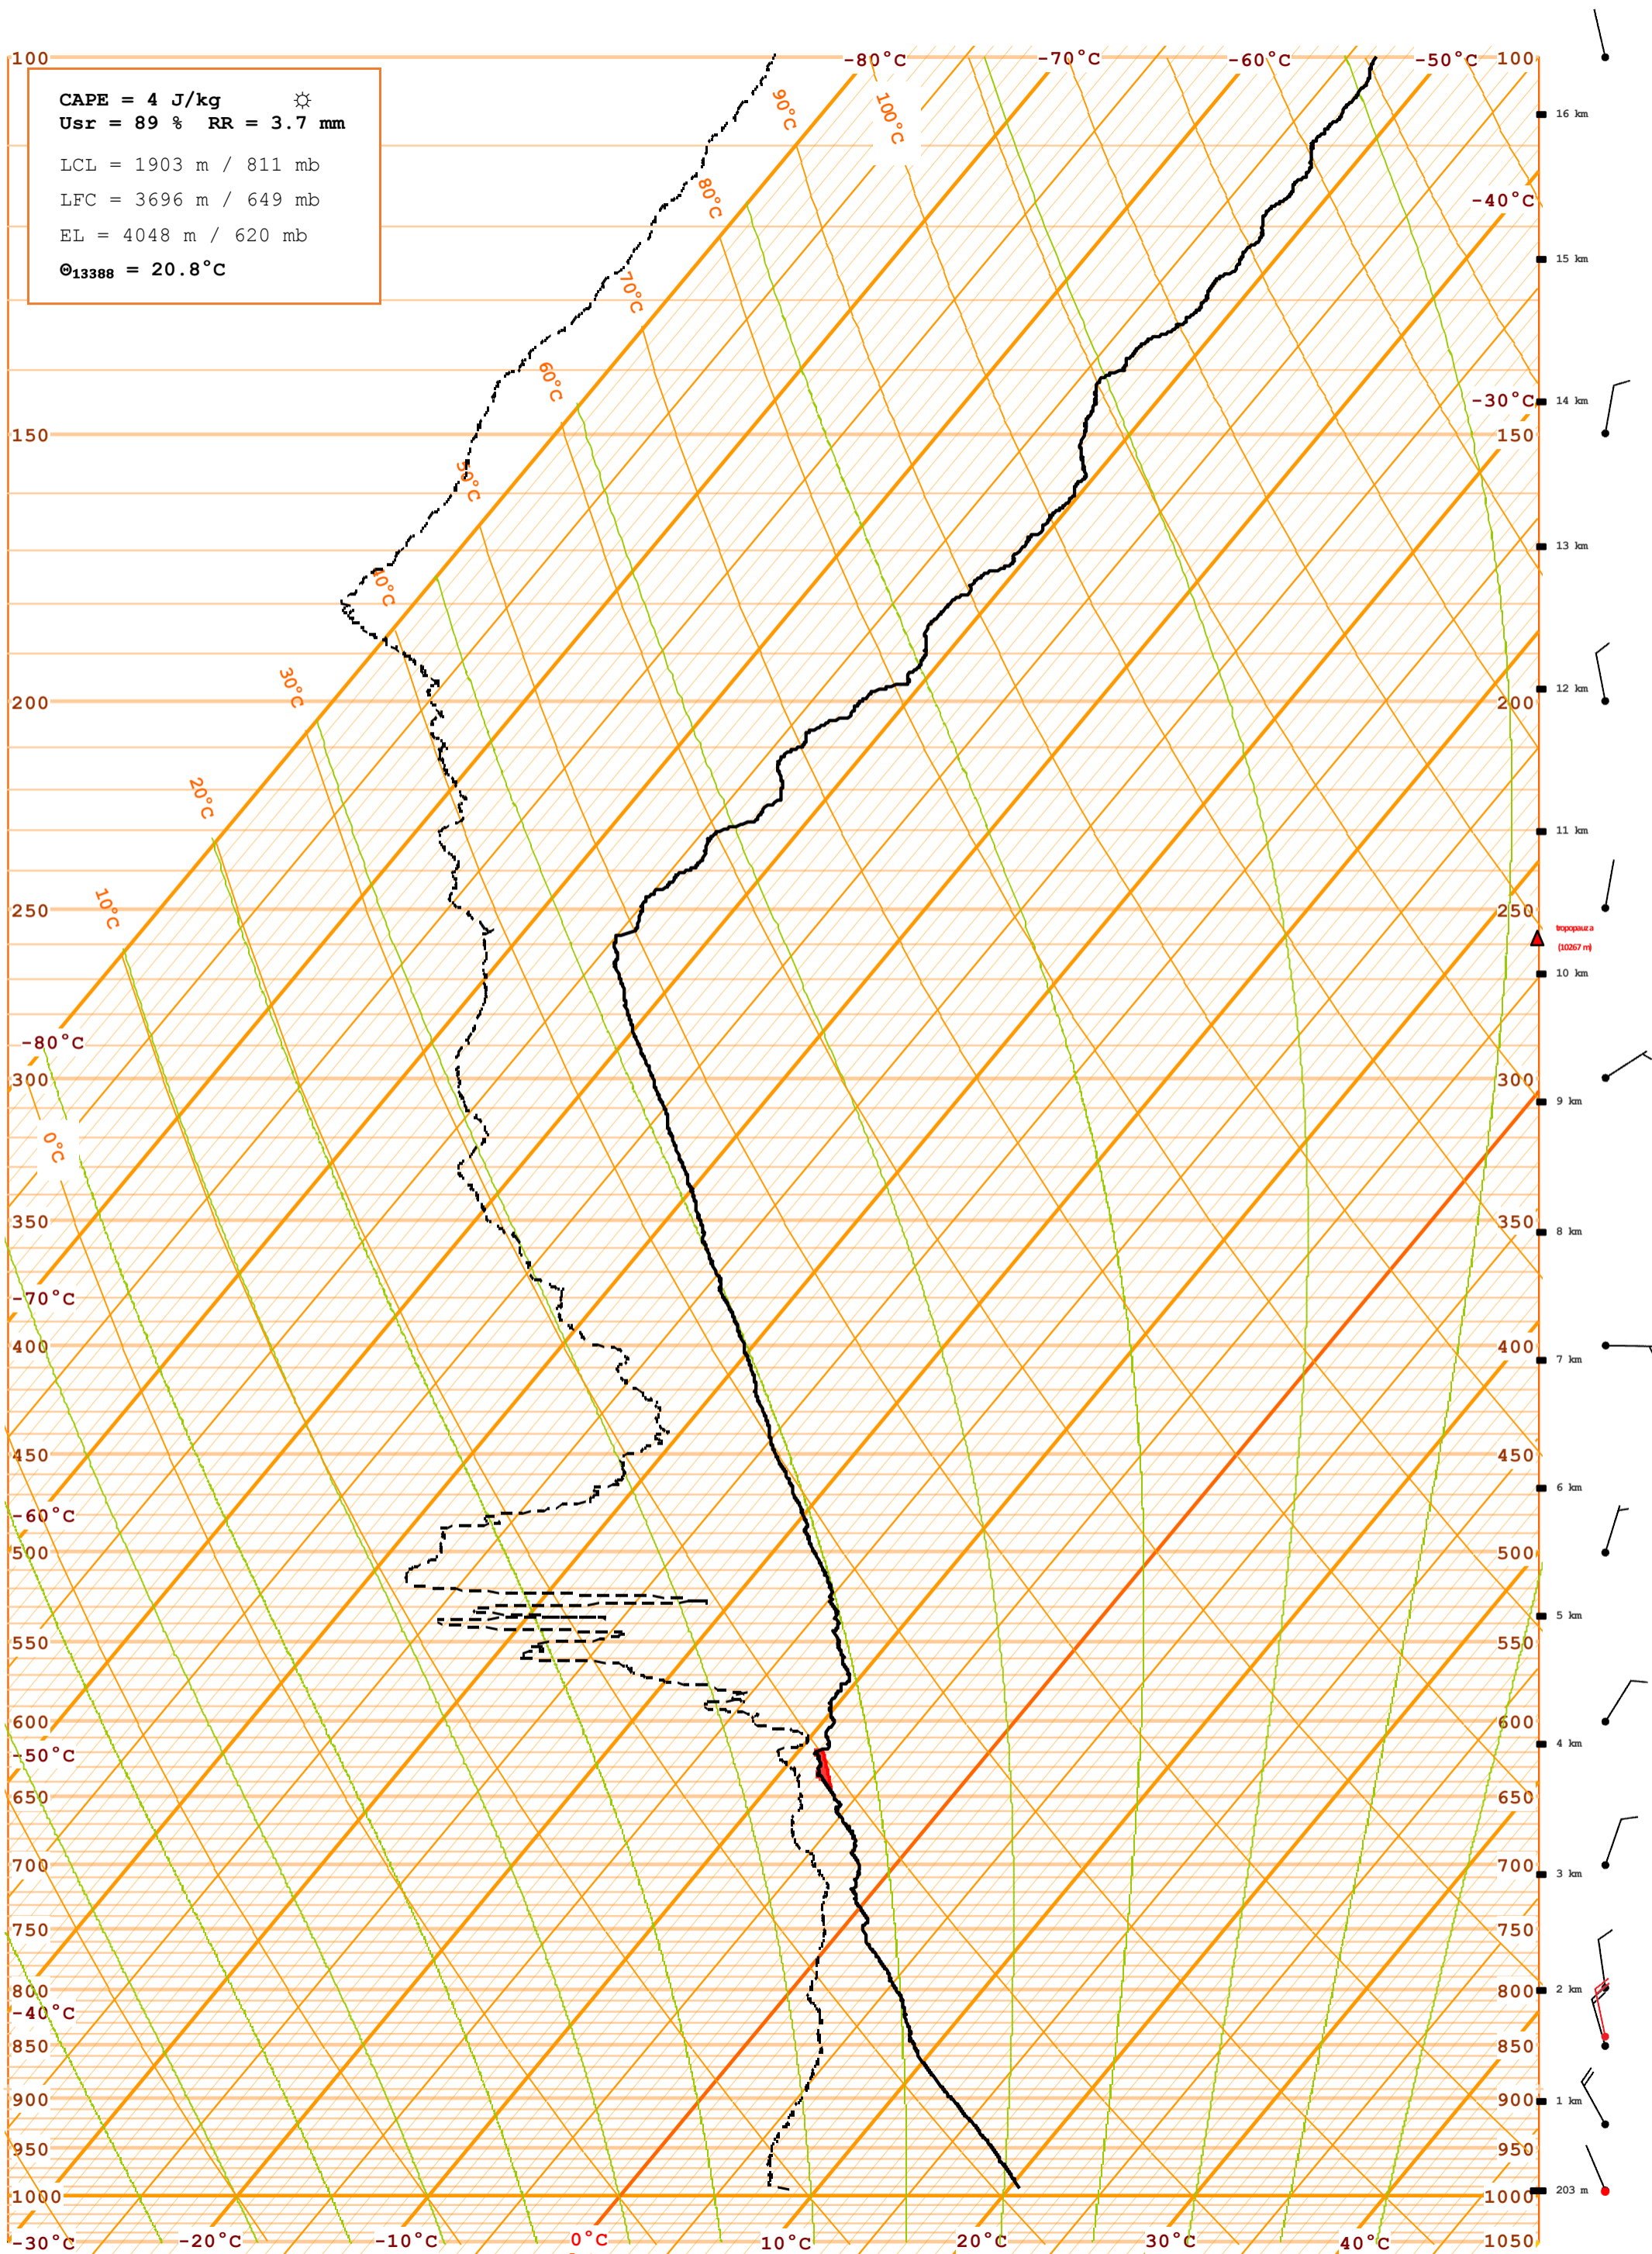 -80°C -70°C -60°C -50°C
100 100
CAPE = 4 J/kg ☼
Usr = 89 % RR = 3.7 mm
LCL = 1903 m / 811 mb
LFC = 3696 m / 649 mb
EL = 4048 m / 620 mb
Θ13388 = 20.8°C
90°C 100°C
16 km
80°C
-40°C
15 km
70°C
60°C
-30°C 14 km
150 150
50°C
13 km
40°C
30°C
12 km
200 200
20°C
11 km
10°C
250 250
tropopauza
(10267 m)
10 km
-80°C
300 300
9 km
0°C
350 350
8 km
-70°C
400 400
7 km
450 450
6 km
-60°C
500 500
5 km
550 550
600 600
4 km
-50°C
650 650
700 700
3 km
750 750
800 800
2 km
-40°C
850 850
900 900
1 km
950 950
203 m
1000 1000
-30°C -20°C -10°C 0°C 10°C 20°C 30°C 40°C 1050